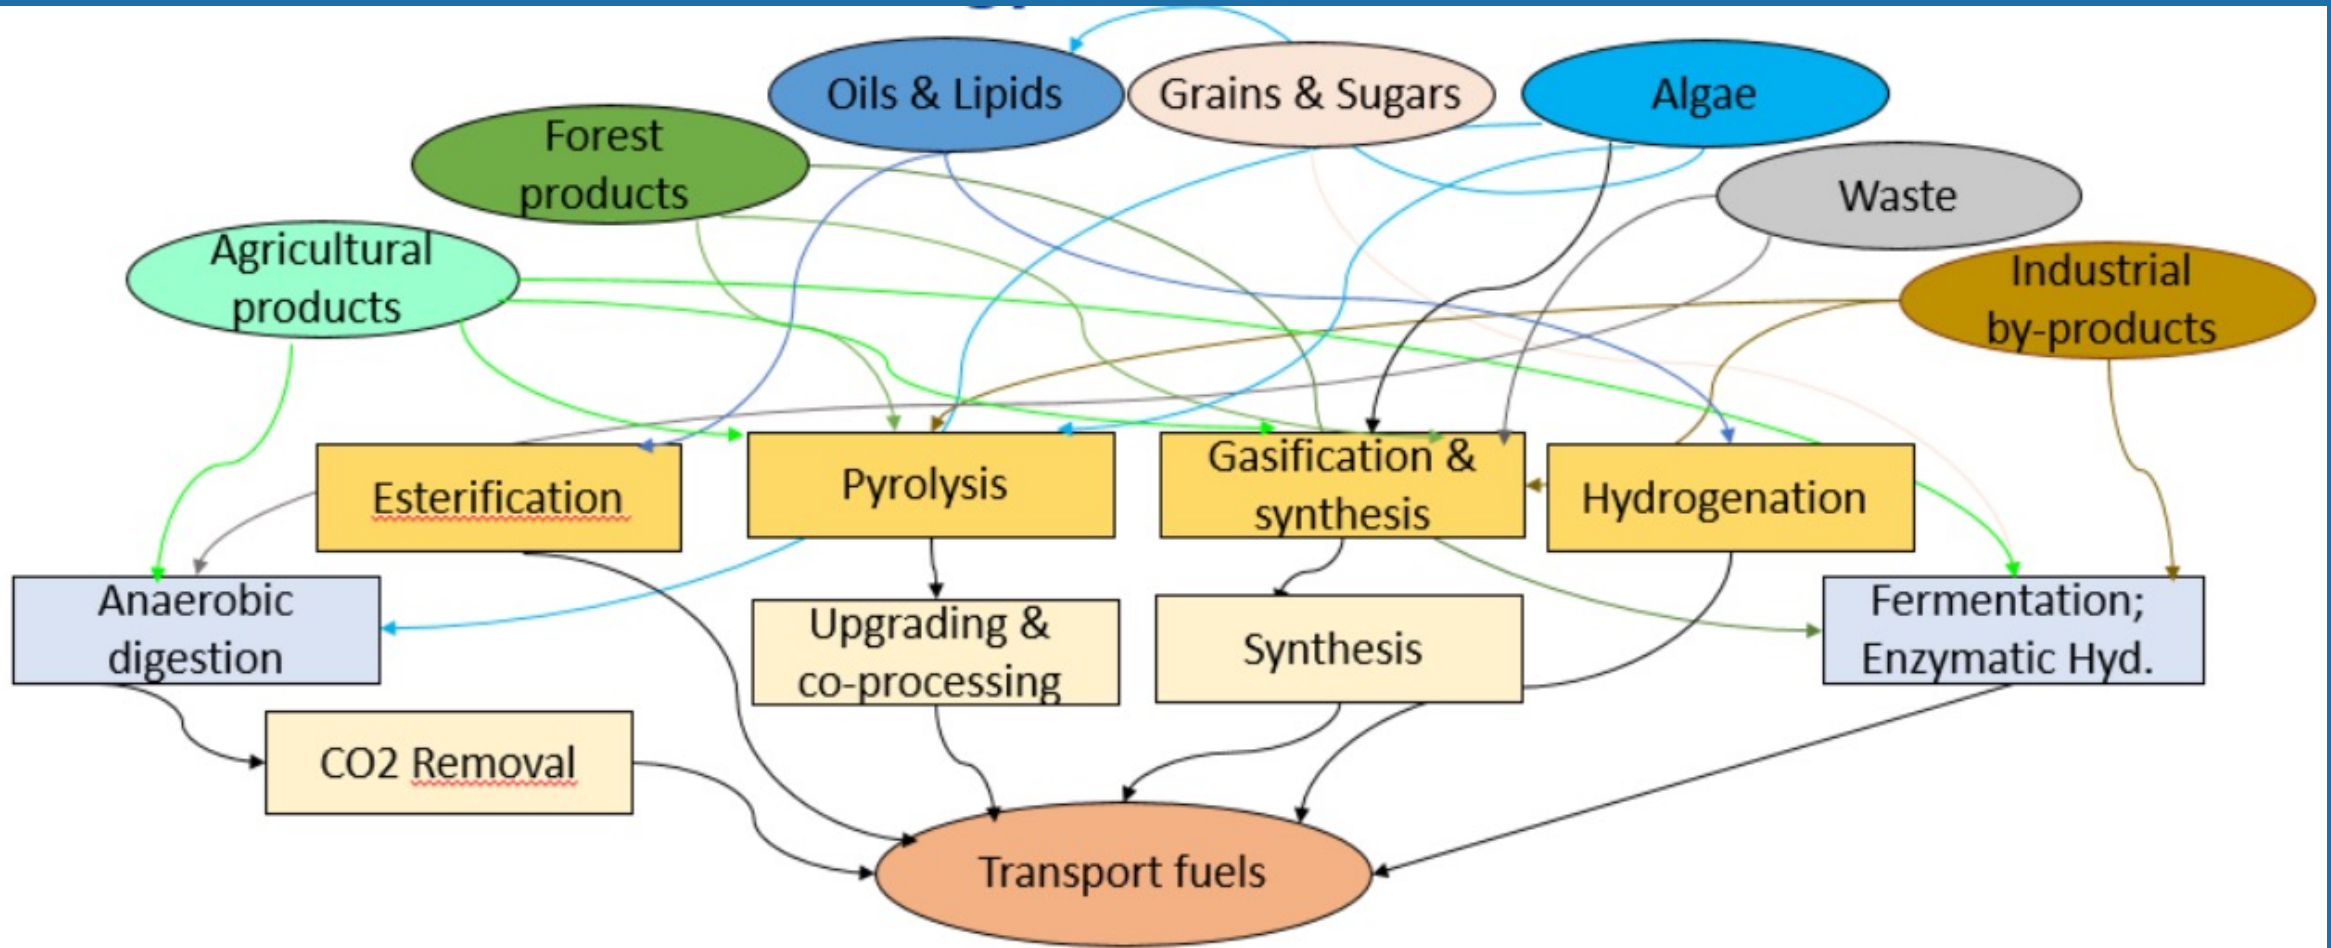 Oils & Lipids
Grains & Sugars
Algae
Forest
products
Waste
Agricultural
products
Industrial
by-products
Esterification
Pyrolysis
Gasification &
synthesis
Hydrogenation
Anaerobic
digestion
Upgrading &
co-processing
Synthesis
Fermentation;
Enzymatic Hyd.
CO2 Removal
Transport fuels